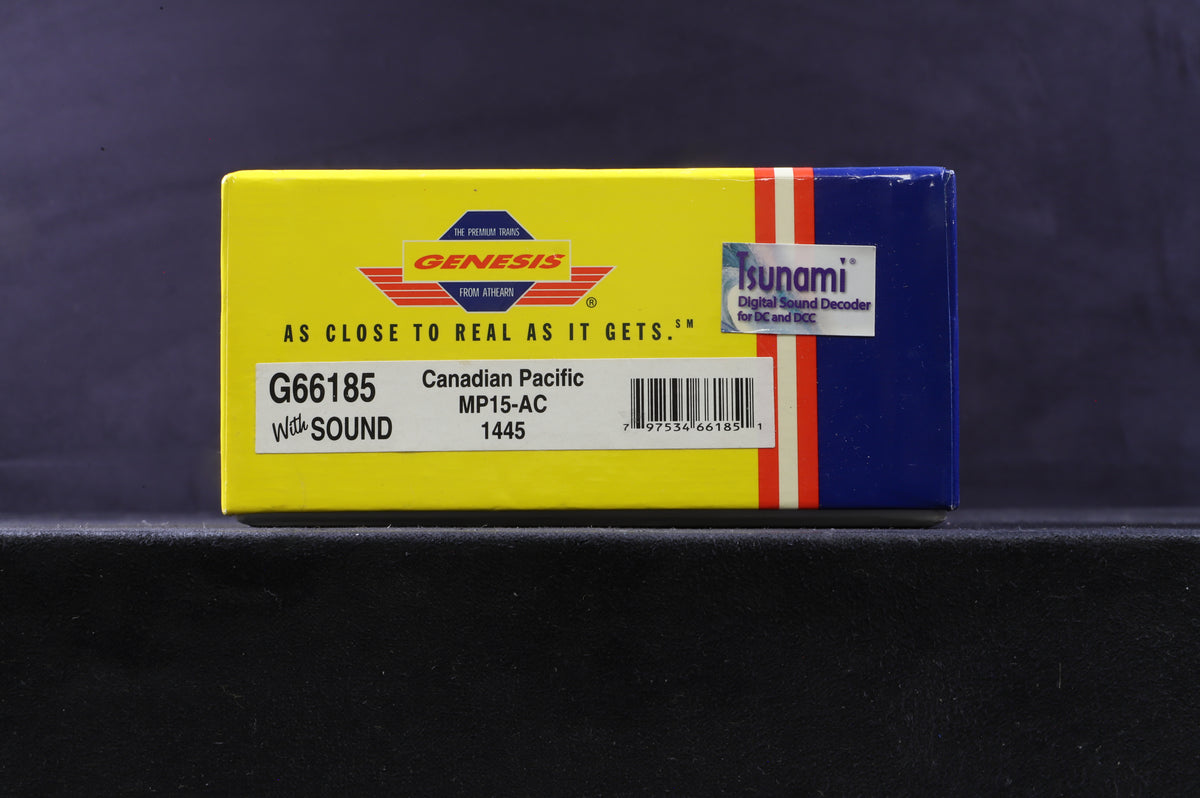 THE PREMIUM TRAINS
GENESIS
FROM ATHEARN
®
AS CLOSE TO REAL AS IT GETS.SM
Tsunami®
Digital Sound Decoder
for DC and DCC
G66185
With SOUND
Canadian Pacific
MP15-AC
1445
7 97534 66185 1